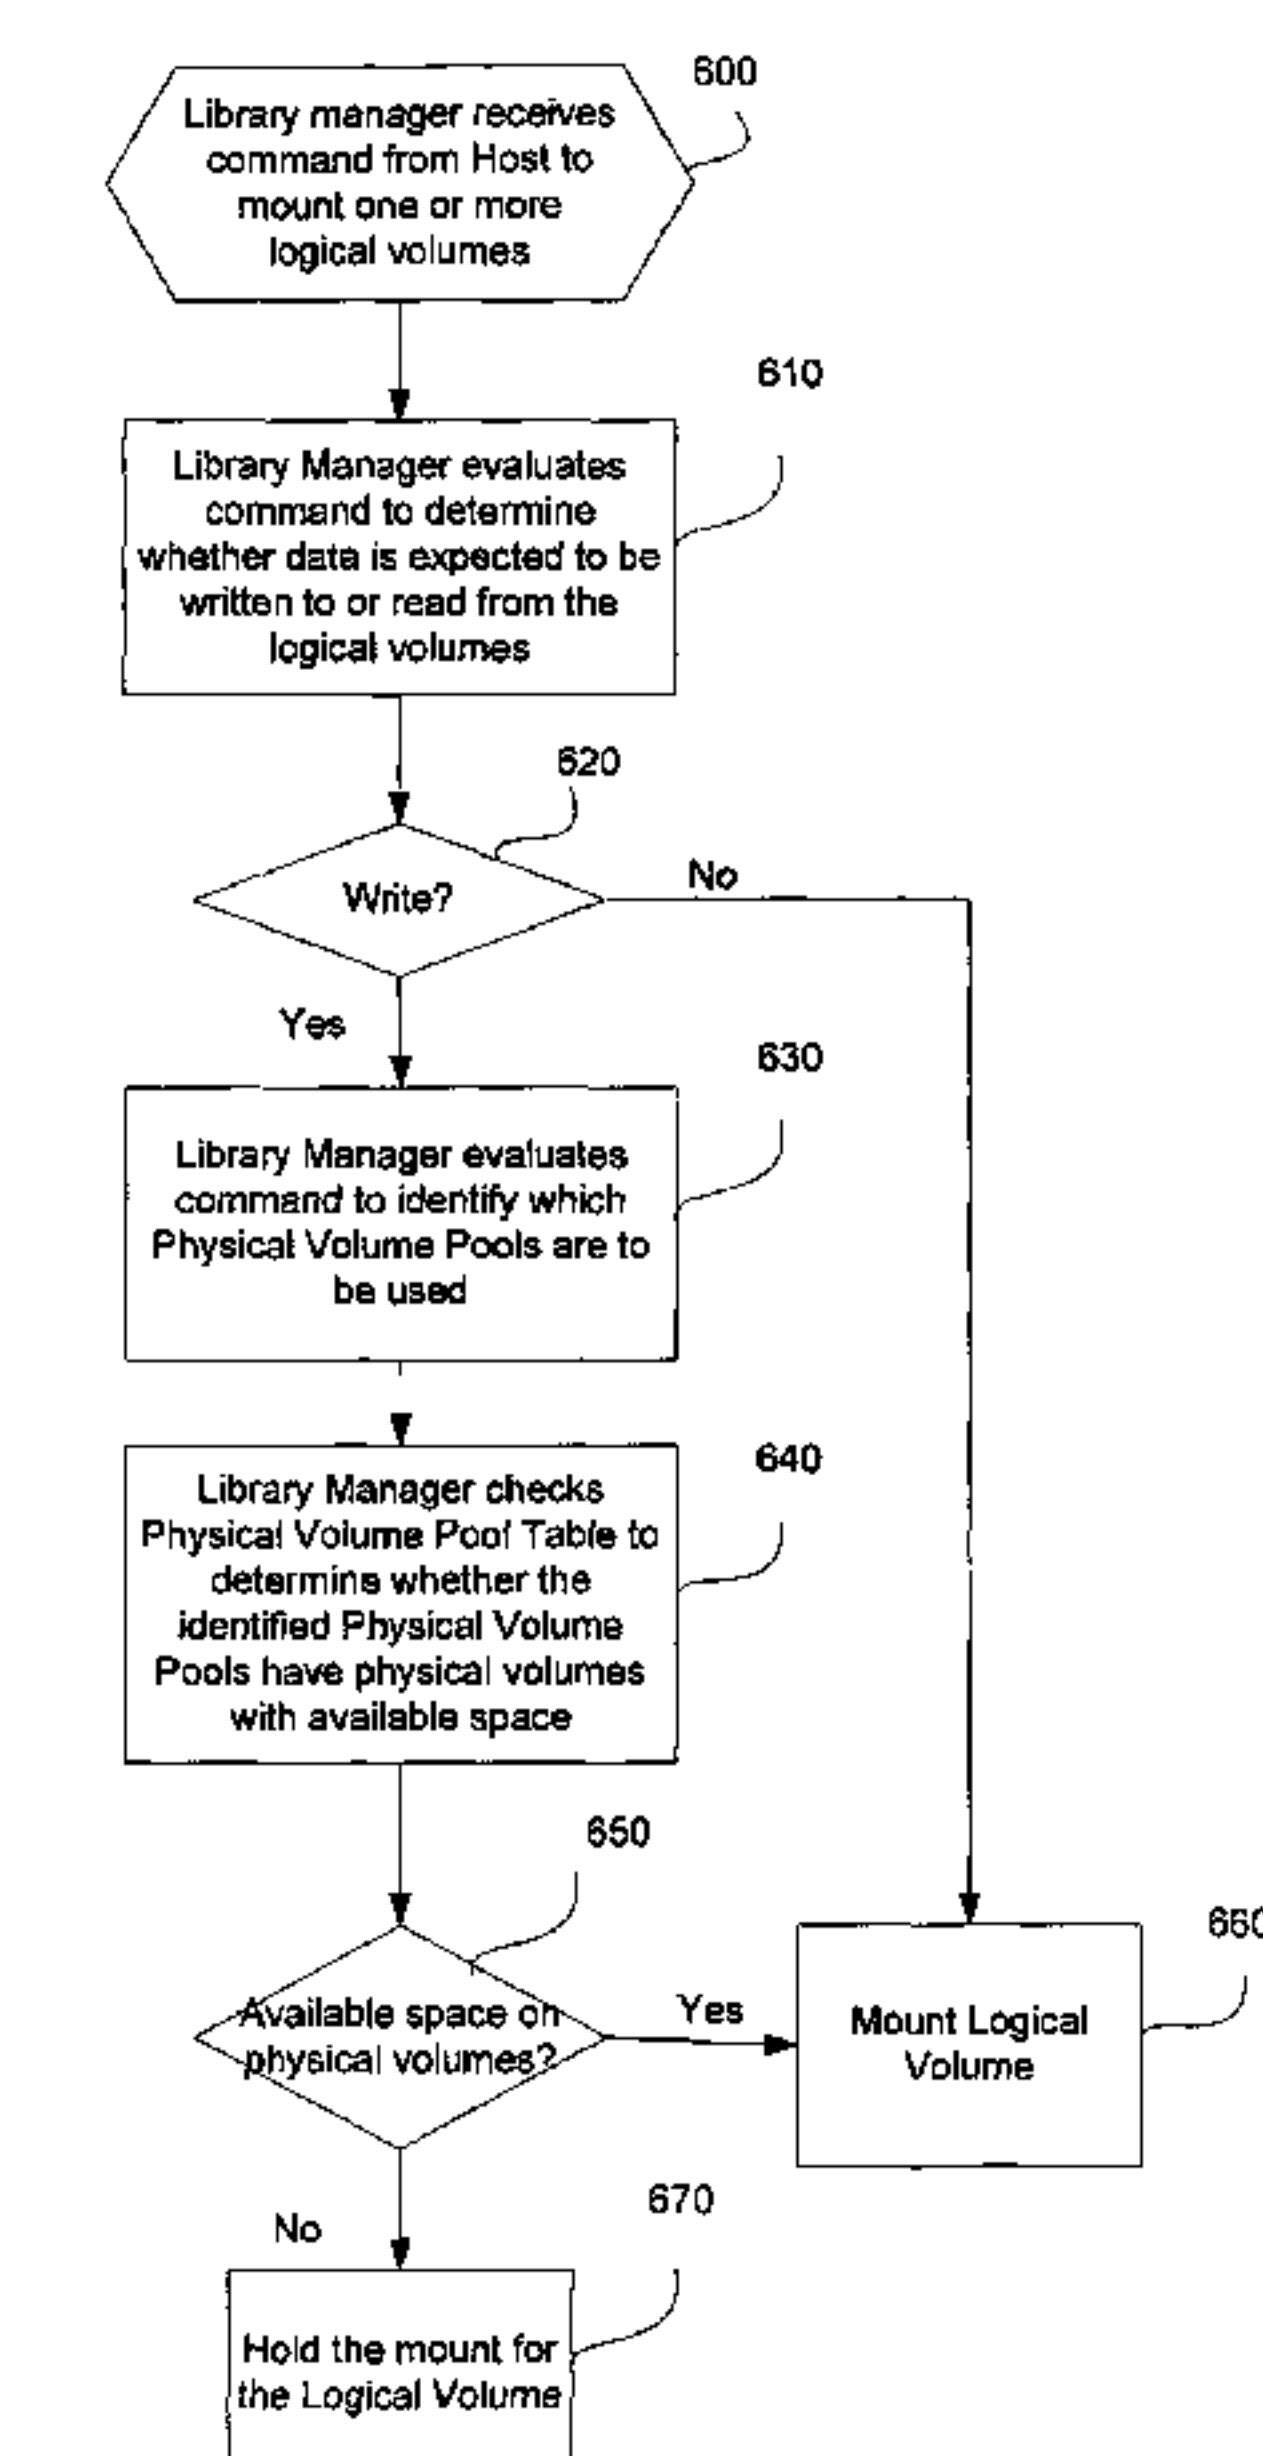 600
Library manager receives
command from Host to
mount one or more
logical volumes
610
Library Manager evaluates
command to determine
whether data is expected to be
written to or read from the
logical volumes
620
Write?
No
Yes
630
Library Manager evaluates
command to identify which
Physical Volume Pools are to
be used
640
Library Manager checks
Physical Volume Pool Table to
determine whether the
identified Physical Volume
Pools have physical volumes
with available space
650
Available space on
physical volumes?
Yes
660
Mount Logical
Volume
No
670
Hold the mount for
the Logical Volume